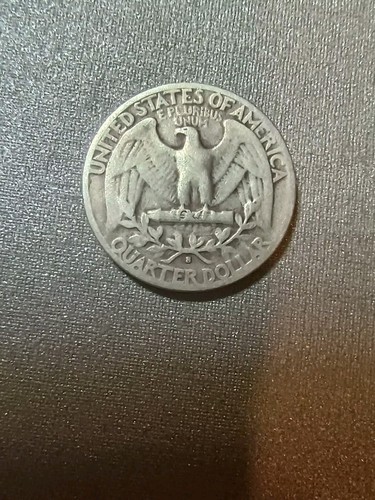 UNITED STATES OF AMERICA
E PLURIBUS
UNUM
S
QUARTER DOLLAR